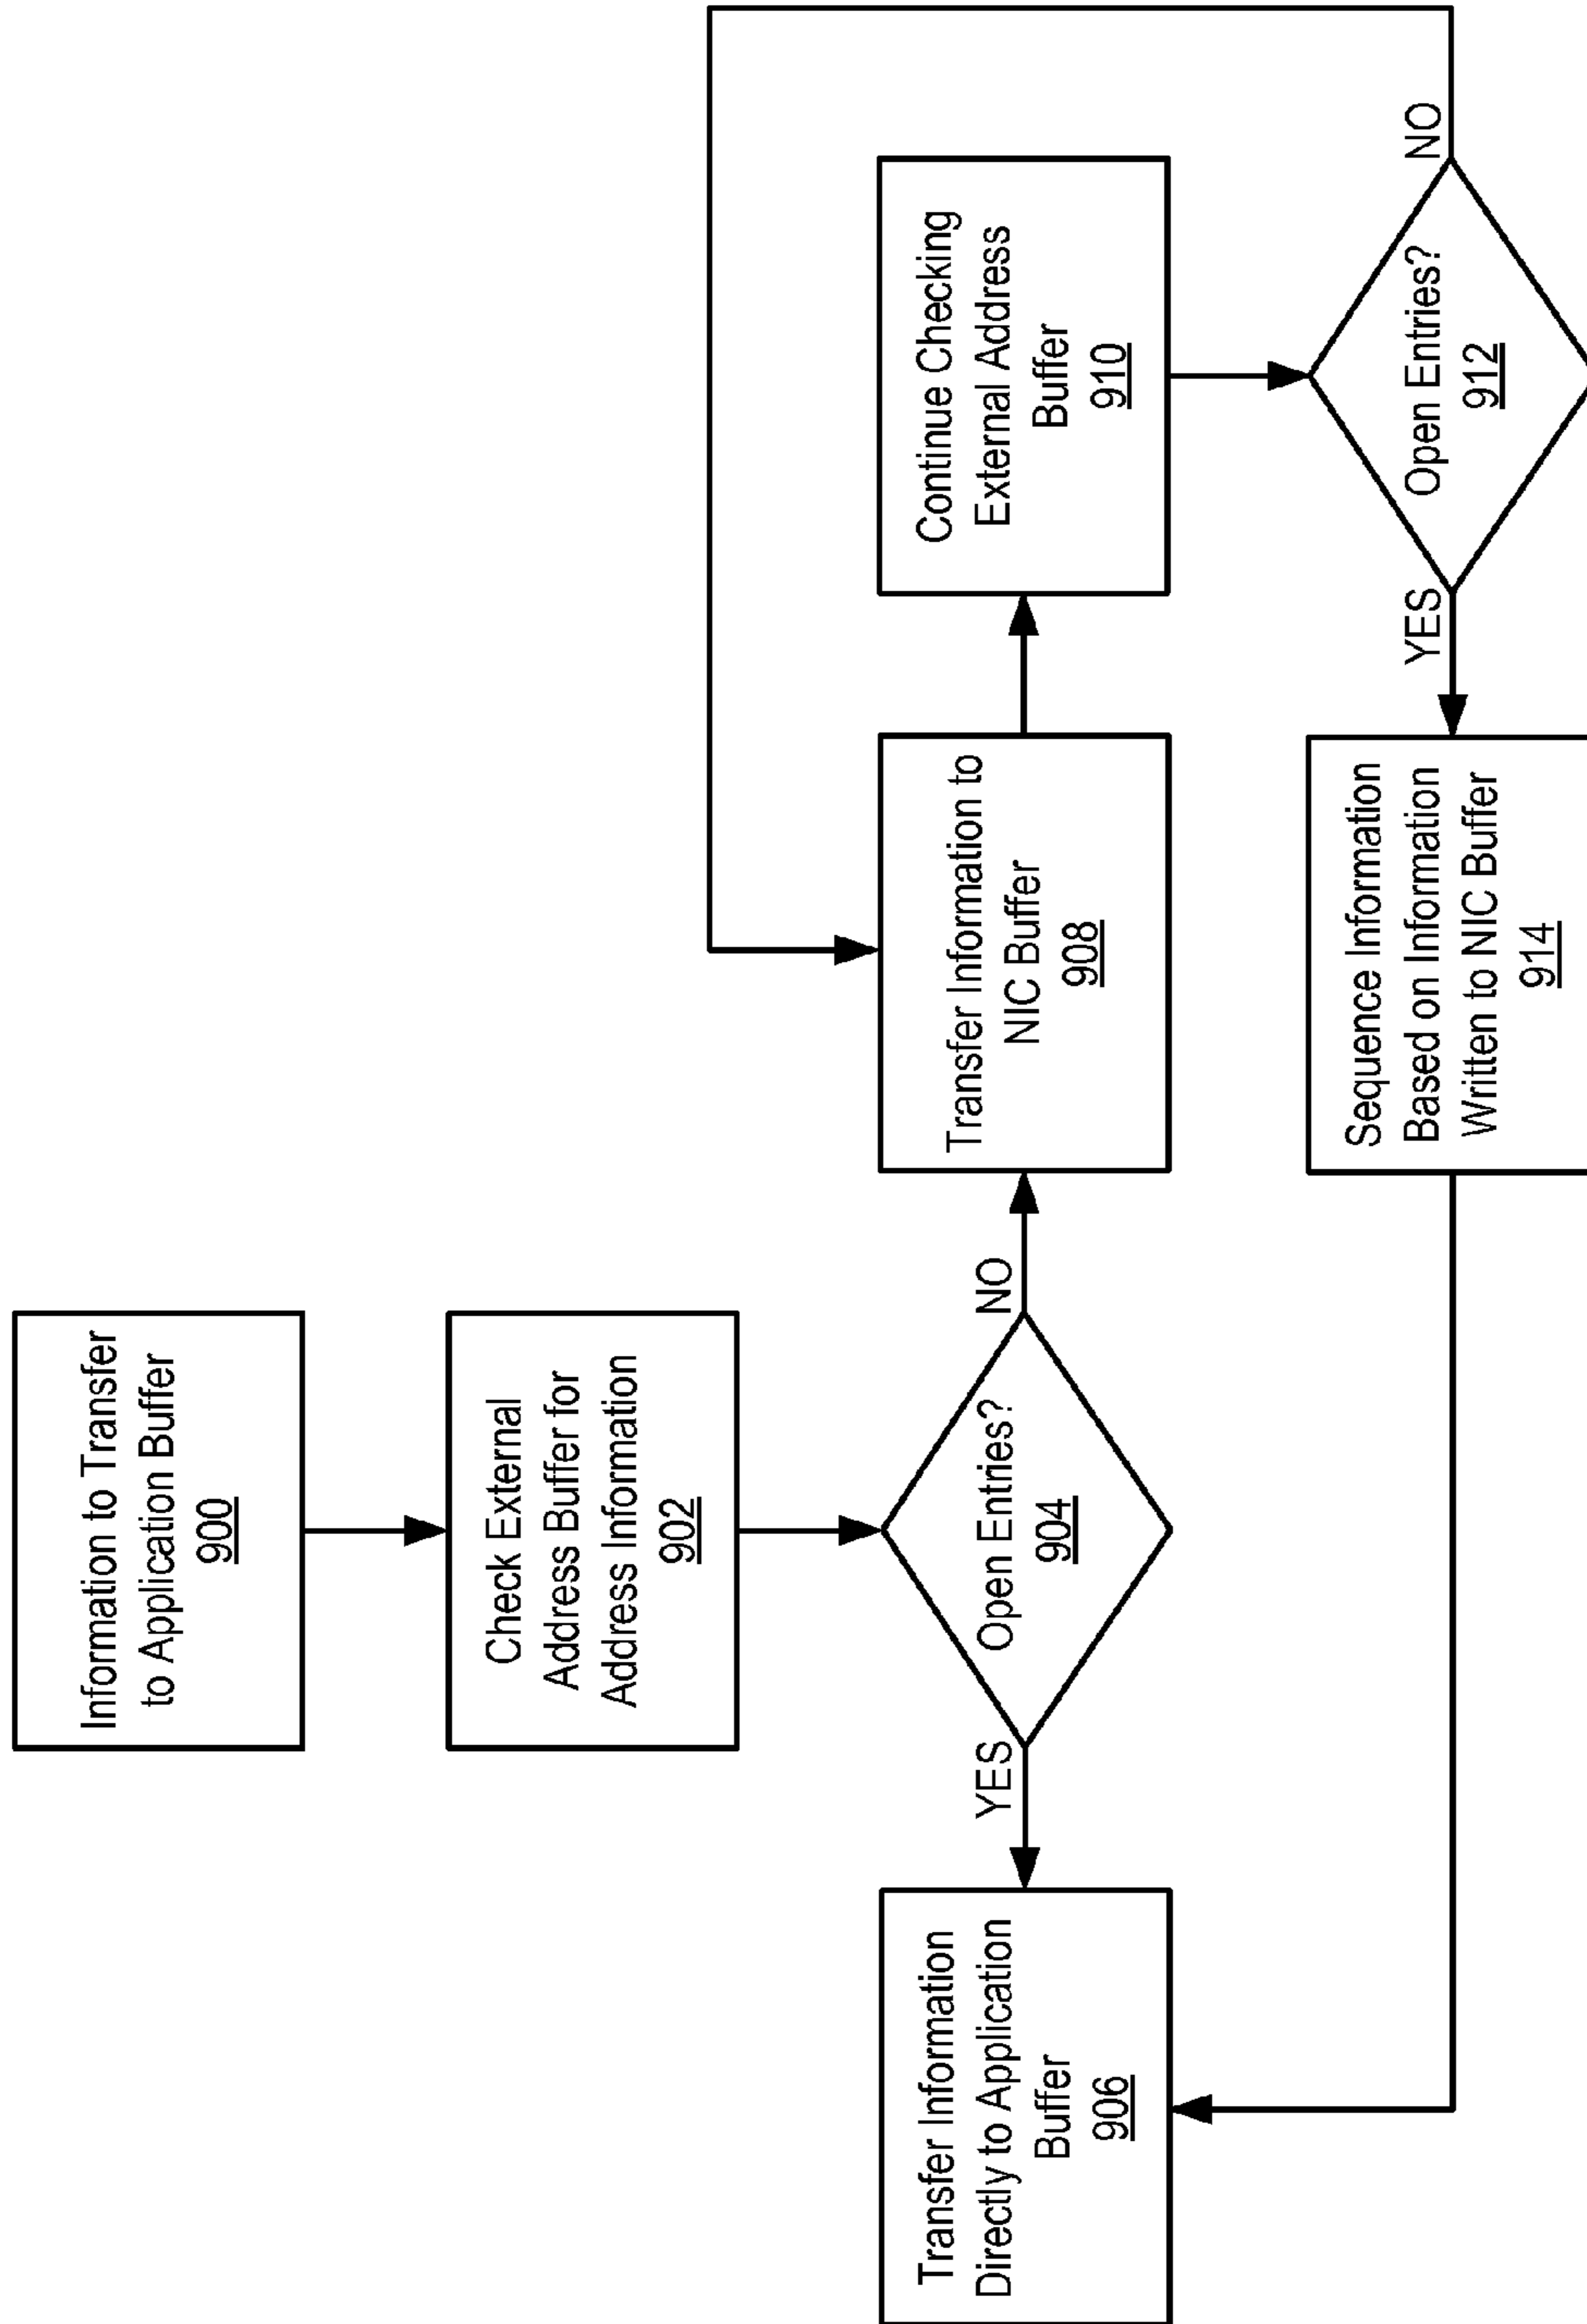 Information to Transfer
to Application Buffer
900
Check External
Address Buffer for
Address Information
902
Open Entries?
904
YES
NO
Transfer Information
Directly to Application
Buffer
906
Transfer Information to
NIC Buffer
908
Continue Checking
External Address
Buffer
910
Open Entries?
912
YES
NO
Sequence Information
Based on Information
Written to NIC Buffer
914